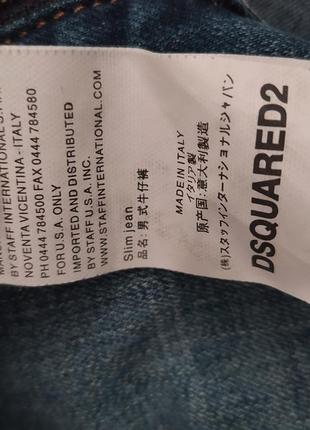 BY STAFF INTERNATIONAL S.P.A.
NOVENTA VICENTINA - ITALY
PH 0444 784500 FAX 0444 784580
FOR U.S.A. ONLY
IMPORTED AND DISTRIBUTED
BY STAFF U.S.A. INC.
WWW.STAFFINTERNATIONAL.COM
Slim jean
品名: 男式牛仔裤
MADE IN ITALY
イタリア製
原产国: 意大利製造
(株)スタッフインターナショナルジャパン
DSQUARED2